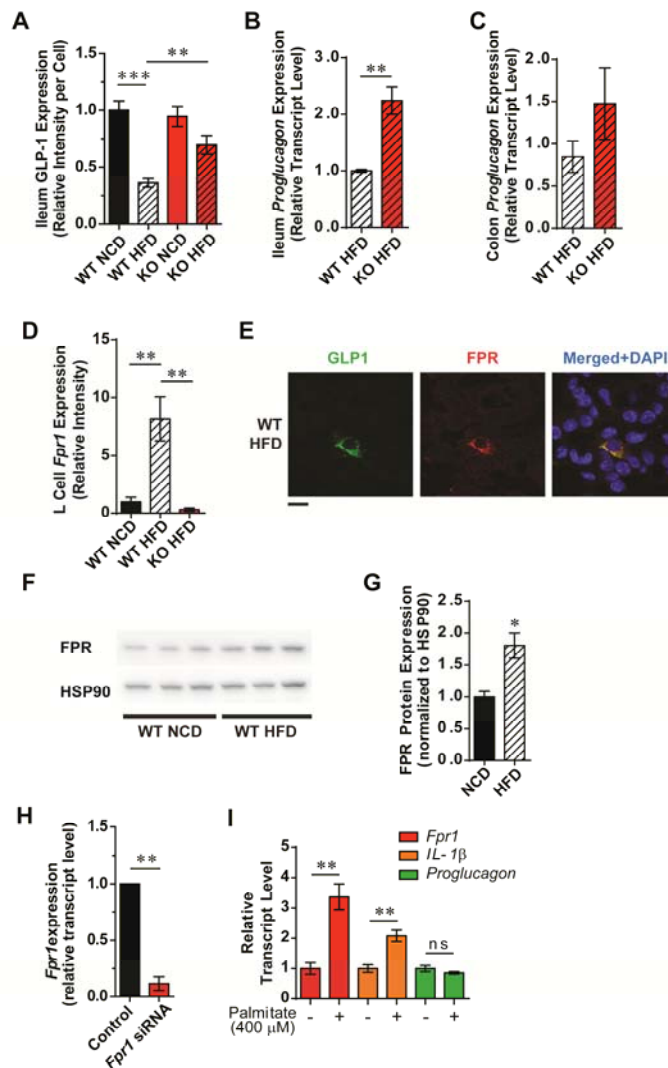 A
Ileum GLP-1 Expression
(Relative Intensity per Cell)
1.5
1.0
0.5
0.0
***
**
WT NCD
WT HFD
KO NCD
KO HFD
B
Ileum Proglucagon Expression
(Relative Transcript Level)
3.0
2.0
1.0
0.0
**
WT HFD
KO HFD
C
Colon Proglucagon Expression
(Relative Transcript Level)
2.0
1.5
1.0
0.5
0.0
WT HFD
KO HFD
D
L Cell Fpr1 Expression
(Relative Intensity)
15
10
5
0
**
**
WT NCD
WT HFD
KO HFD
E
GLP1
FPR
Merged+DAPI
WT
HFD
F
FPR
HSP90
WT NCD
WT HFD
G
FPR Protein Expression
(normalized to HSP90)
2.5
2.0
1.5
1.0
0.5
0.0
*
NCD
HFD
H
Fpr1expression
(relative transcript level)
1.5
1.0
0.5
0.0
**
Control
Fpr1 siRNA
I
Fpr1
IL-1β
Proglucagon
Relative
Transcript Level
5
4
3
2
1
0
**
**
ns
Palmitate
(400 μM)
- + - + - +